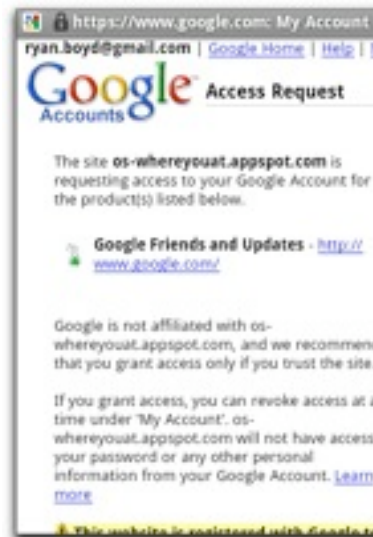 https://www.google.com: My Account
ryan.boyd@gmail.com | Google Home | Help |
Google Accounts Access Request
The site os-whereyouat.appspot.com is
requesting access to your Google Account for
the product(s) listed below.
Google Friends and Updates - http://
www.google.com/
Google is not affiliated with os-
whereyouat.appspot.com, and we recommen
that you grant access only if you trust the site
If you grant access, you can revoke access at a
time under 'My Account'. os-
whereyouat.appspot.com will not have access
your password or any other personal
information from your Google Account. Learn
more
This website is registered with Google to